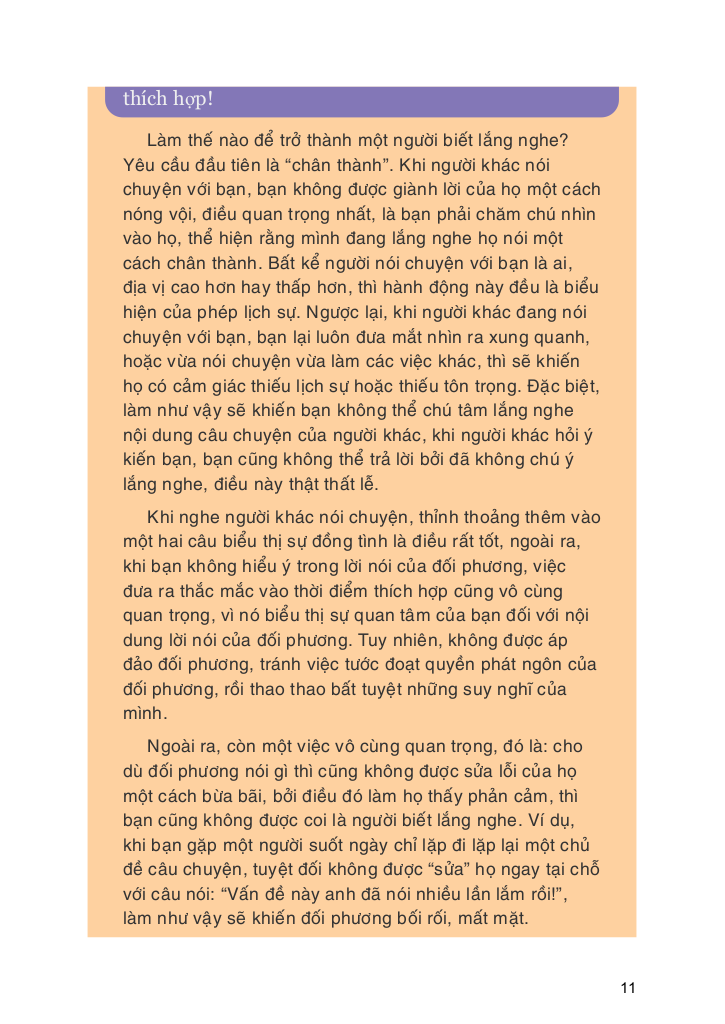 thích hợp!
Làm thế nào để trở thành một người biết lắng nghe?
Yêu cầu đầu tiên là “chân thành”. Khi người khác nói
chuyện với bạn, bạn không được giành lời của họ một cách
nóng vội, điều quan trọng nhất, là bạn phải chăm chú nhìn
vào họ, thể hiện rằng mình đang lắng nghe họ nói một
cách chân thành. Bất kể người nói chuyện với bạn là ai,
địa vị cao hơn hay thấp hơn, thì hành động này đều là biểu
hiện của phép lịch sự. Ngược lại, khi người khác đang nói
chuyện với bạn, bạn lại luôn đưa mắt nhìn ra xung quanh,
hoặc vừa nói chuyện vừa làm các việc khác, thì sẽ khiến
họ có cảm giác thiếu lịch sự hoặc thiếu tôn trọng. Đặc biệt,
làm như vậy sẽ khiến bạn không thể chú tâm lắng nghe
nội dung câu chuyện của người khác, khi người khác hỏi ý
kiến bạn, bạn cũng không thể trả lời bởi đã không chú ý
lắng nghe, điều này thật thất lễ.
Khi nghe người khác nói chuyện, thỉnh thoảng thêm vào
một hai câu biểu thị sự đồng tình là điều rất tốt, ngoài ra,
khi bạn không hiểu ý trong lời nói của đối phương, việc
đưa ra thắc mắc vào thời điểm thích hợp cũng vô cùng
quan trọng, vì nó biểu thị sự quan tâm của bạn đối với nội
dung lời nói của đối phương. Tuy nhiên, không được áp
đảo đối phương, tránh việc tước đoạt quyền phát ngôn của
đối phương, rồi thao thao bất tuyệt những suy nghĩ của
mình.
Ngoài ra, còn một việc vô cùng quan trọng, đó là: cho
dù đối phương nói gì thì cũng không được sửa lỗi của họ
một cách bừa bãi, bởi điều đó làm họ thấy phản cảm, thì
bạn cũng không được coi là người biết lắng nghe. Ví dụ,
khi bạn gặp một người suốt ngày chỉ lặp đi lặp lại một chủ
đề câu chuyện, tuyệt đối không được “sửa” họ ngay tại chỗ
với câu nói: “Vấn đề này anh đã nói nhiều lần lắm rồi!”,
làm như vậy sẽ khiến đối phương bối rối, mất mặt.
11